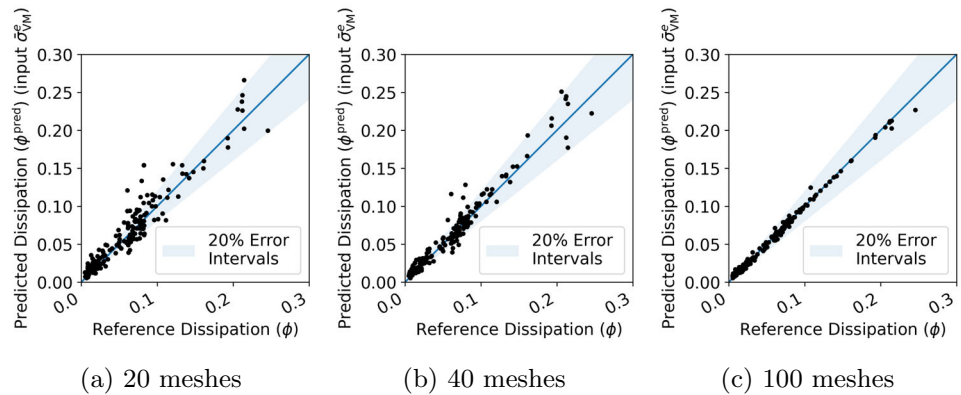 Predicted Dissipation (ϕ^pred) (input σ̄^e_VM)
0.30
0.25
0.20
0.15
0.10
0.05
0.00
0.0
0.1
0.2
0.3
20% Error
Intervals
Reference Dissipation (ϕ)
(a) 20 meshes
Predicted Dissipation (ϕ^pred) (input σ̄^e_VM)
0.30
0.25
0.20
0.15
0.10
0.05
0.00
0.0
0.1
0.2
0.3
20% Error
Intervals
Reference Dissipation (ϕ)
(b) 40 meshes
Predicted Dissipation (ϕ^pred) (input σ̄^e_VM)
0.30
0.25
0.20
0.15
0.10
0.05
0.00
0.0
0.1
0.2
0.3
20% Error
Intervals
Reference Dissipation (ϕ)
(c) 100 meshes